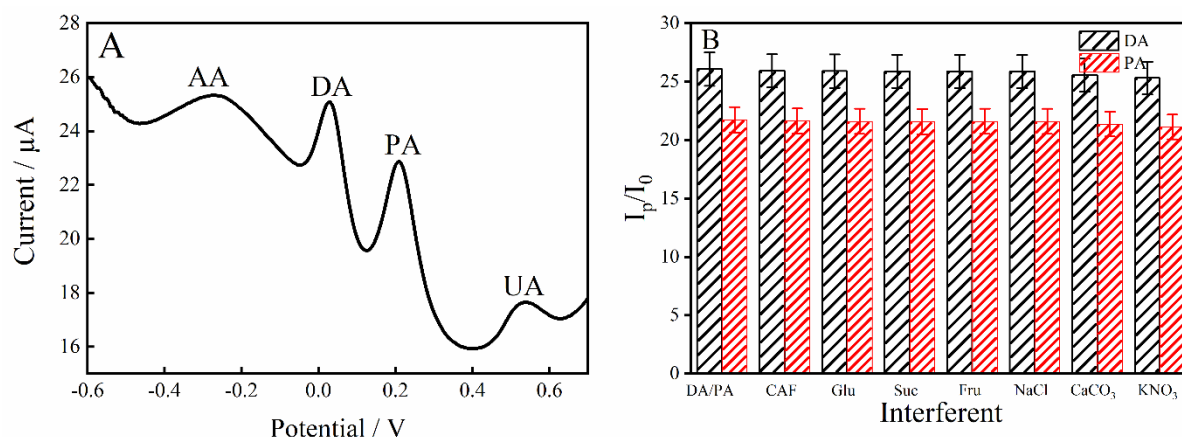 A
AA
DA
PA
UA
28
26
24
22
20
18
16
Current / μA
-0.6
-0.4
-0.2
0.0
0.2
0.4
0.6
Potential / V
B
DA
PA
30
25
20
15
10
5
0
Ip/I0
DA/PA
CAF
Glu
Suc
Fru
NaCl
CaCO3
KNO3
Interferent